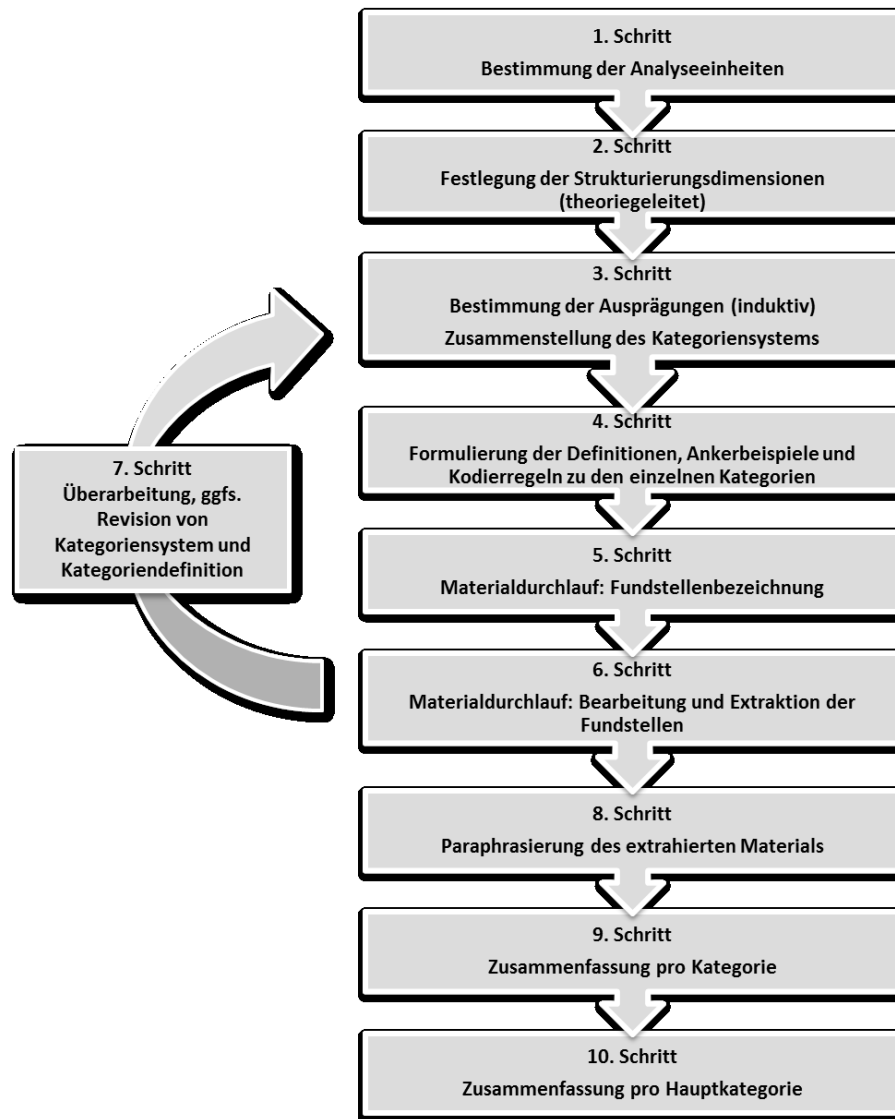 1. Schritt
Bestimmung der Analyseeinheiten
2. Schritt
Festlegung der Strukturierungsdimensionen
(theoriegeleitet)
3. Schritt
Bestimmung der Ausprägungen (induktiv)
Zusammenstellung des Kategoriensystems
4. Schritt
Formulierung der Definitionen, Ankerbeispiele und
Kodierregeln zu den einzelnen Kategorien
5. Schritt
Materialdurchlauf: Fundstellenbezeichnung
6. Schritt
Materialdurchlauf: Bearbeitung und Extraktion der
Fundstellen
7. Schritt
Überarbeitung, ggfs.
Revision von
Kategoriensystem und
Kategoriendefinition
8. Schritt
Paraphrasierung des extrahierten Materials
9. Schritt
Zusammenfassung pro Kategorie
10. Schritt
Zusammenfassung pro Hauptkategorie